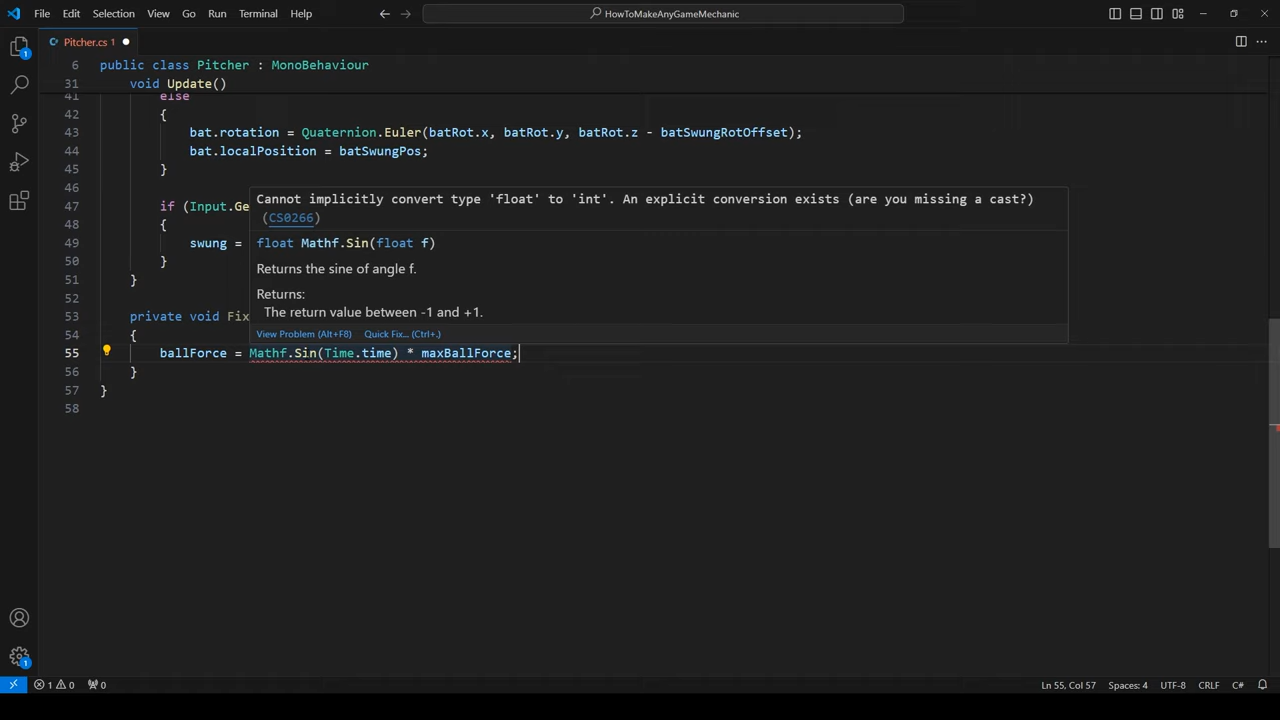 File Edit Selection View Go Run Terminal Help
HowToMakeAnyGameMechanic
Pitcher.cs 1
6 public class Pitcher : MonoBehaviour
31 void Update()
41 else
42 {
43 bat.rotation = Quaternion.Euler(batRot.x, batRot.y, batRot.z - batSwungRotOffset);
44 bat.localPosition = batSwungPos;
45 }
46
47 if (Input.Ge
48 {
49 swung =
50 }
51 }
52
53 private void Fix
54 {
55 ballForce = Mathf.Sin(Time.time) * maxBallForce;
56 }
57 }
58
Cannot implicitly convert type 'float' to 'int'. An explicit conversion exists (are you missing a cast?)
(CS0266)
float Mathf.Sin(float f)
Returns the sine of angle f.
Returns:
The return value between -1 and +1.
View Problem (Alt+F8) Quick Fix... (Ctrl+.)
1
1
1 0 0 Ln 55, Col 57 Spaces: 4 UTF-8 CRLF C#